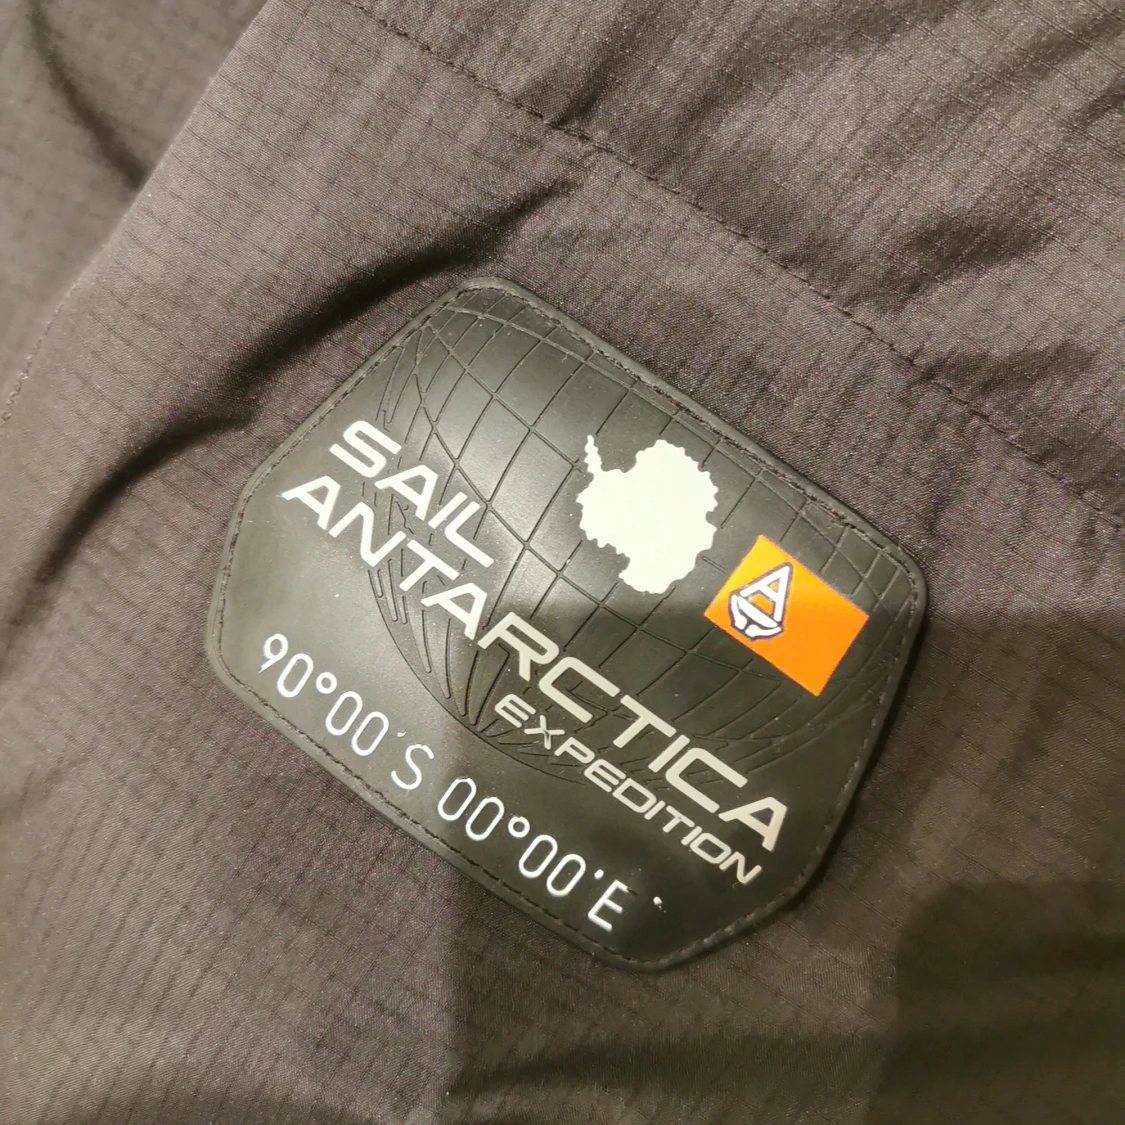 SAIL
ANTARCTICA
EXPEDITION
90°00'S 00°00'E
A